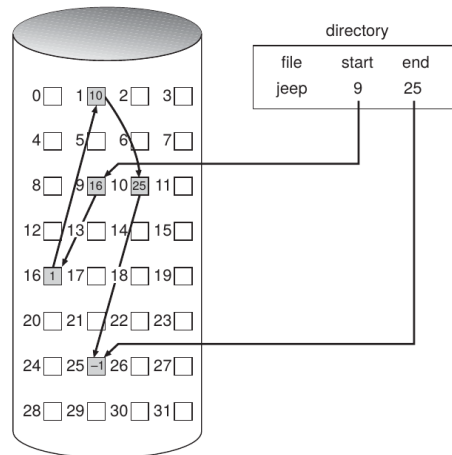 directory
file start end
jeep 9 25
0 1 10 2 3
4 5 6 7
8 9 16 10 25 11
12 13 14 15
16 1 17 18 19
20 21 22 23
24 25 −1 26 27
28 29 30 31